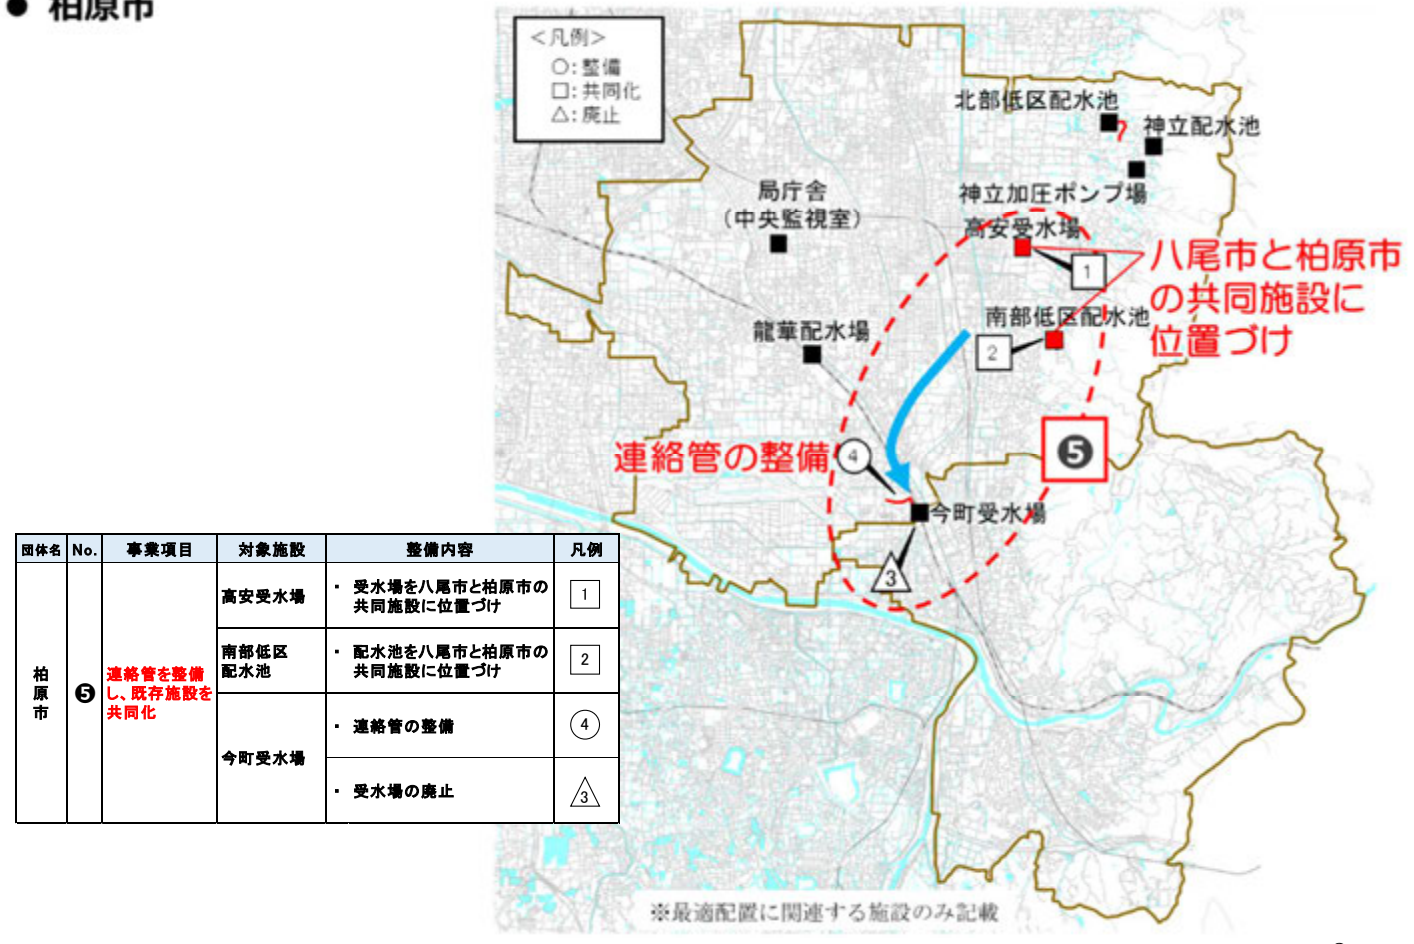 ● 柏原市
＜凡例＞
○：整備
□：共同化
△：廃止
北部低区配水池
神立配水池
局庁舎
（中央監視室）
神立加圧ポンプ場
高安受水場
1
八尾市と柏原市
の共同施設に
位置づけ
南部低区配水池
2
龍華配水場
❺
連絡管の整備
4
今町受水場
3
団体名 No. 事業項目 対象施設 整備内容 凡例
柏原市 ❺ 連絡管を整備
し、既存施設を
共同化
高安受水場 ・ 受水場を八尾市と柏原市の
共同施設に位置づけ 1
南部低区
配水池 ・ 配水池を八尾市と柏原市の
共同施設に位置づけ 2
今町受水場 ・ 連絡管の整備 4
・ 受水場の廃止 3
※最適配置に関連する施設のみ記載